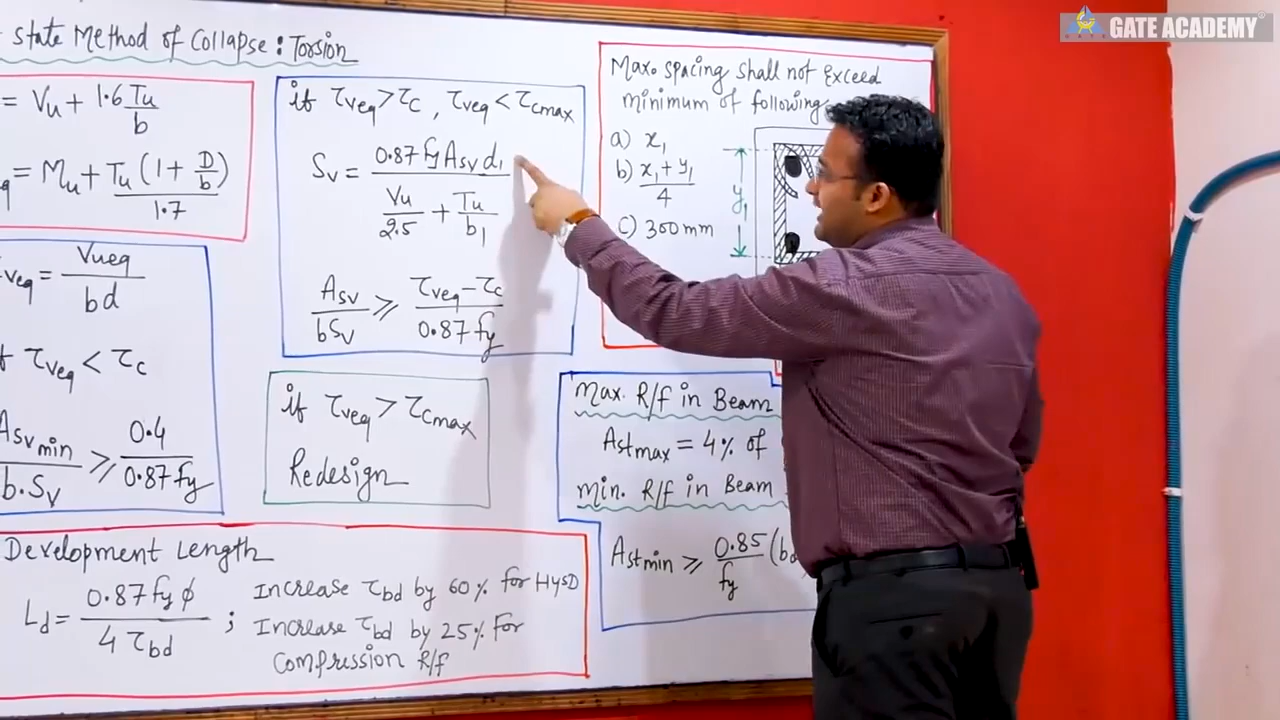 state Method of Collapse : Torsion
= Vu + 1.6 Tu / b
q = Mu + Tu (1 + D/b) / 1.7
τveq = Vueq / bd
f τveq < τc
Asvmin / b.Sv ≥ 0.4 / 0.87 fy
if τveq > τc , τveq < τcmax
Sv = 0.87 fy Asv d1 / (Vu/2.5 + Tu/b1)
Asv / bSv ≥ (τveq - τc) / 0.87 fy
if τveq > τcmax
Redesign
Max. spacing shall not exceed
minimum of following
a) x1
b) (x1 + y1) / 4
c) 300 mm
y1
Max. R/f in Beam
Astmax = 4% of
min. R/f in Beam
Astmin ≥ 0.85 / fy (bd
Development Length
Ld = 0.87 fy ϕ / 4 τbd ;
Increase τbd by 60% for HYSD
Increase τbd by 25% for
Compression R/f
GATE ACADEMY